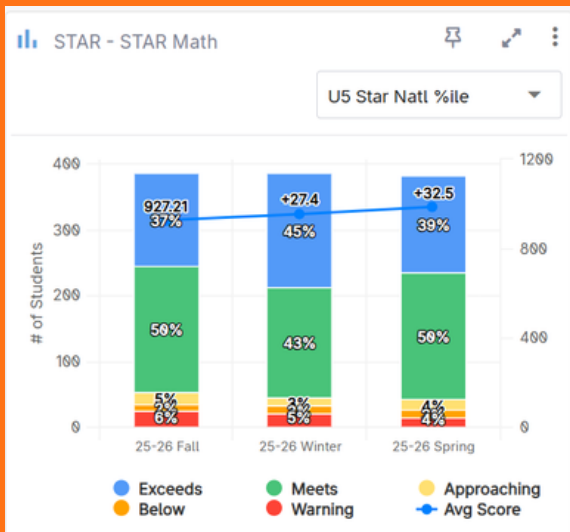 STAR - STAR Math
U5 Star Natl %ile
400
300
200
100
0
# of Students
1200
800
400
0
927.21
37%
50%
5%
6%
+27.4
45%
43%
3%
5%
+32.5
39%
50%
4%
4%
25-26 Fall
25-26 Winter
25-26 Spring
Exceeds
Meets
Approaching
Below
Warning
Avg Score